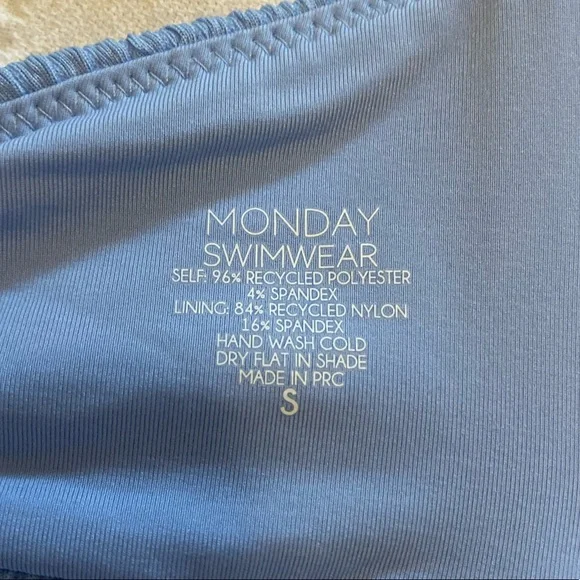 MONDAY
SWIMWEAR
SELF: 96% RECYCLED POLYESTER
4% SPANDEX
LINING: 84% RECYCLED NYLON
16% SPANDEX
HAND WASH COLD
DRY FLAT IN SHADE
MADE IN PRC
S